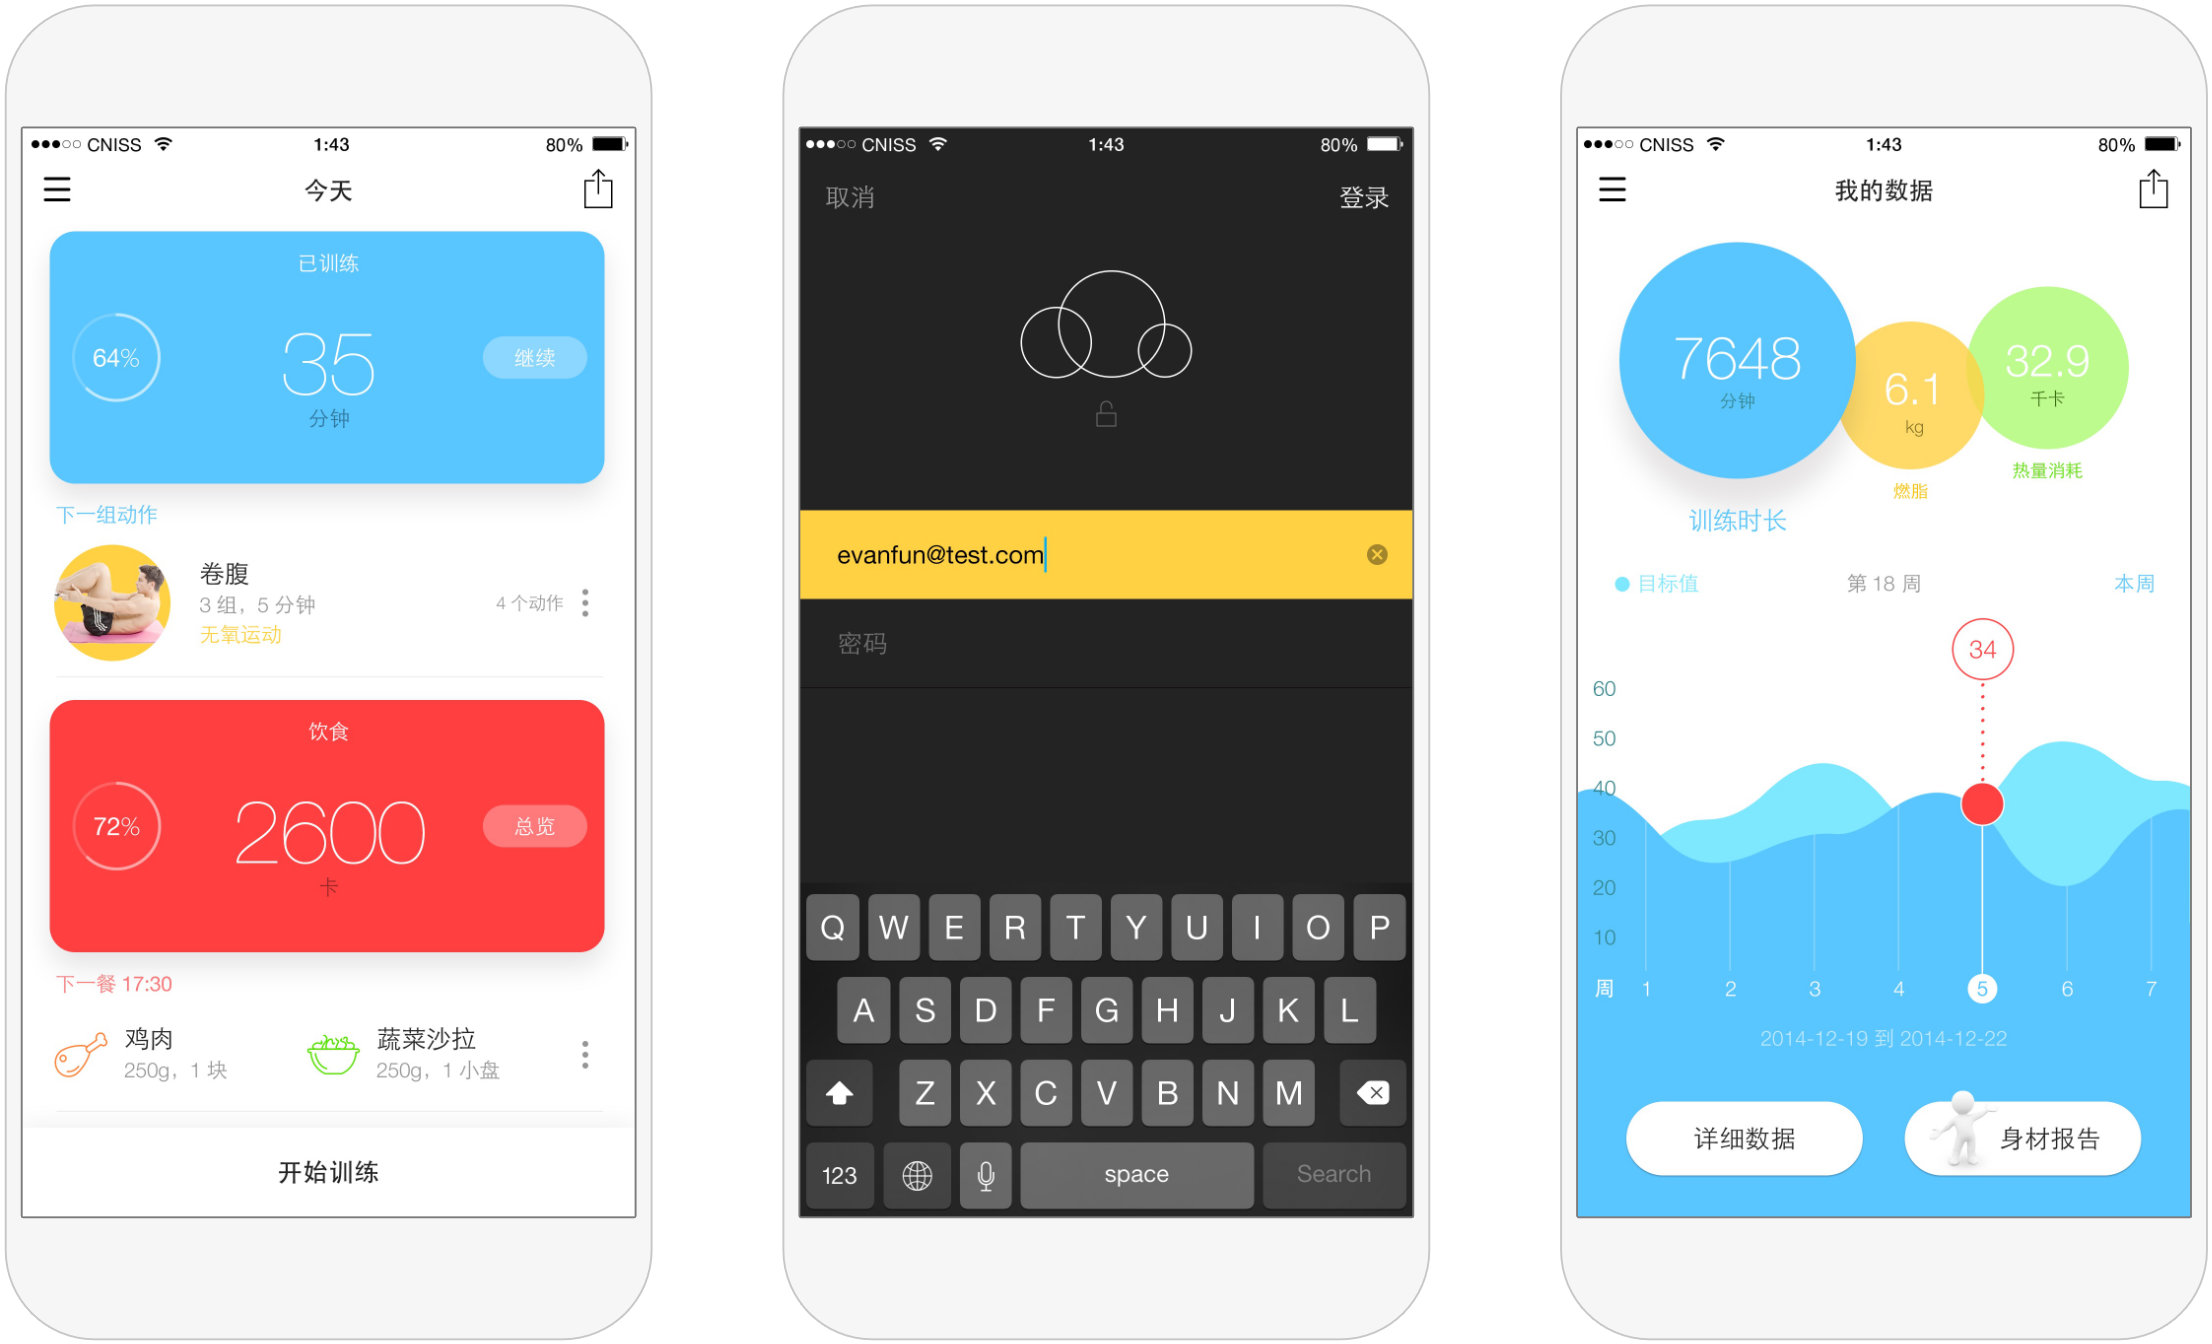 CNISS 1:43 80%
今天
已训练
64% 35 继续
分钟
下一组动作
卷腹
3 组，5 分钟 4 个动作
无氧运动
饮食
72% 2600 总览
卡
下一餐 17:30
鸡肉 蔬菜沙拉
250g，1 块 250g，1 小盘
开始训练
CNISS 1:43 80%
取消 登录
evanfun@test.com
密码
Q W E R T Y U I O P
A S D F G H J K L
Z X C V B N M
123 space Search
CNISS 1:43 80%
我的数据
7648 6.1 32.9
分钟 kg 千卡
热量消耗
燃脂
训练时长
目标值 第 18 周 本周
34
60
50
40
30
20
10
周 1 2 3 4 5 6 7
2014-12-19 到 2014-12-22
详细数据 身材报告